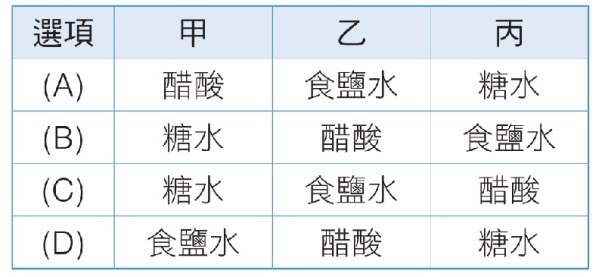 選項 甲 乙 丙
(A) 醋酸 食鹽水 糖水
(B) 糖水 醋酸 食鹽水
(C) 糖水 食鹽水 醋酸
(D) 食鹽水 醋酸 糖水